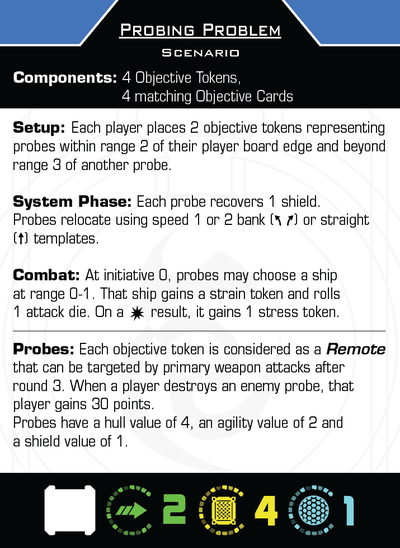 Probing Problem
Scenario
Components: 4 Objective Tokens,
4 matching Objective Cards
Setup: Each player places 2 objective tokens representing
probes within range 2 of their player board edge and beyond
range 3 of another probe.
System Phase: Each probe recovers 1 shield.
Probes relocate using speed 1 or 2 bank ( ) or straight
( ) templates.
Combat: At initiative 0, probes may choose a ship
at range 0-1. That ship gains a strain token and rolls
1 attack die. On a result, it gains 1 stress token.
Probes: Each objective token is considered as a Remote
that can be targeted by primary weapon attacks after
round 3. When a player destroys an enemy probe, that
player gains 30 points.
Probes have a hull value of 4, an agility value of 2 and
a shield value of 1.
2 4 1